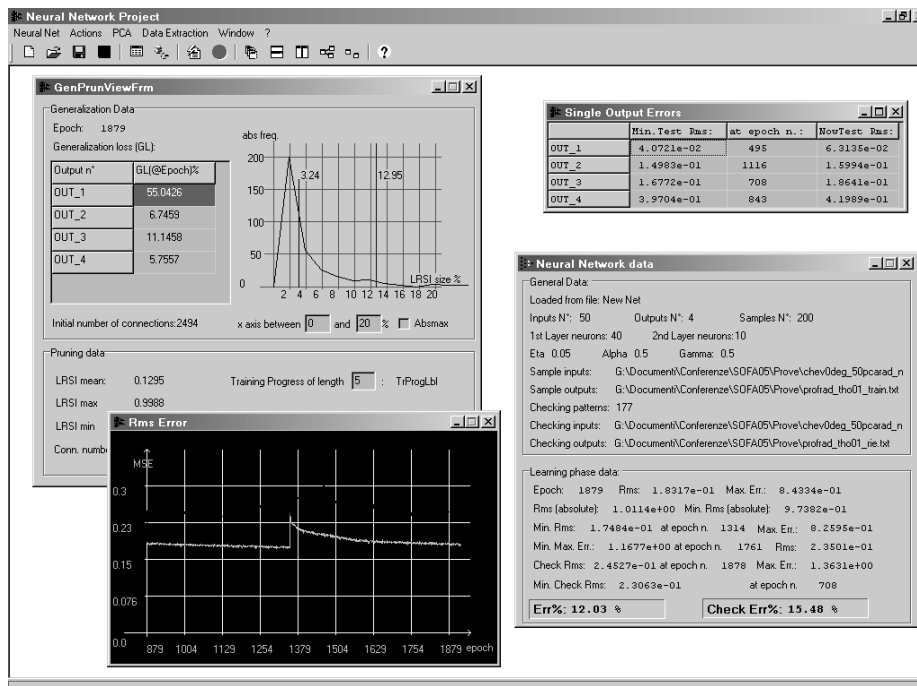 Neural Network Project
Neural Net Actions PCA Data Extraction Window ?
GenPrunViewFrm
Generalization Data
Epoch: 1879
Generalization loss (GL):
Output n° GL(@Epoch)%
OUT_1 55.0426
OUT_2 6.7459
OUT_3 11.1458
OUT_4 5.7557
abs freq.
200
150
100
50
0
3.24 12.95
LRSI size %
2 4 6 8 10 12 14 16 18 20
Initial number of connections:2494 x axis between 0 and 20 % Absmax
Pruning data
LRSI mean: 0.1295 Training Progress of length 5 : TrProgLbl
LRSI max 0.9988
LRSI min
Conn. numbe
Rms Error
MSE
0.3
0.23
0.15
0.076
0.0
879 1004 1129 1254 1379 1504 1629 1754 1879 epoch
Single Output Errors
Min.Test Rms: at epoch n.: NowTest Rms:
OUT_1 4.0721e-02 495 6.3135e-02
OUT_2 1.4983e-01 1116 1.5994e-01
OUT_3 1.6772e-01 708 1.8641e-01
OUT_4 3.9704e-01 843 4.1989e-01
Neural Network data
General Data:
Loaded from file: New Net
Inputs N°: 50 Outputs N°: 4 Samples N°: 200
1st Layer neurons: 40 2nd Layer neurons:10
Eta 0.05 Alpha 0.5 Gamma: 0.5
Sample inputs: G:\Documenti\Conferenze\SOFA05\Prove\chev0deg_50pcarad_n
Sample outputs: G:\Documenti\Conferenze\SOFA05\Prove\profrad_tho01_train.txt
Checking patterns: 177
Checking inputs: G:\Documenti\Conferenze\SOFA05\Prove\chev0deg_50pcarad_n
Checking outputs: G:\Documenti\Conferenze\SOFA05\Prove\profrad_tho01_rie.txt
Learning phase data:
Epoch: 1879 Rms: 1.8317e-01 Max. Err.: 8.4334e-01
Rms (absolute): 1.0114e+00 Min. Rms (absolute): 9.7382e-01
Min. Rms: 1.7484e-01 at epoch n. 1314 Max. Err.: 8.2595e-01
Min. Max. Err.: 1.1677e+00 at epoch n. 1761 Rms: 2.3501e-01
Check Rms: 2.4527e-01 at epoch n. 1878 Max. Err.: 1.3631e+00
Min. Check Rms: 2.3063e-01 at epoch n. 708
Err%: 12.03 % Check Err%: 15.48 %